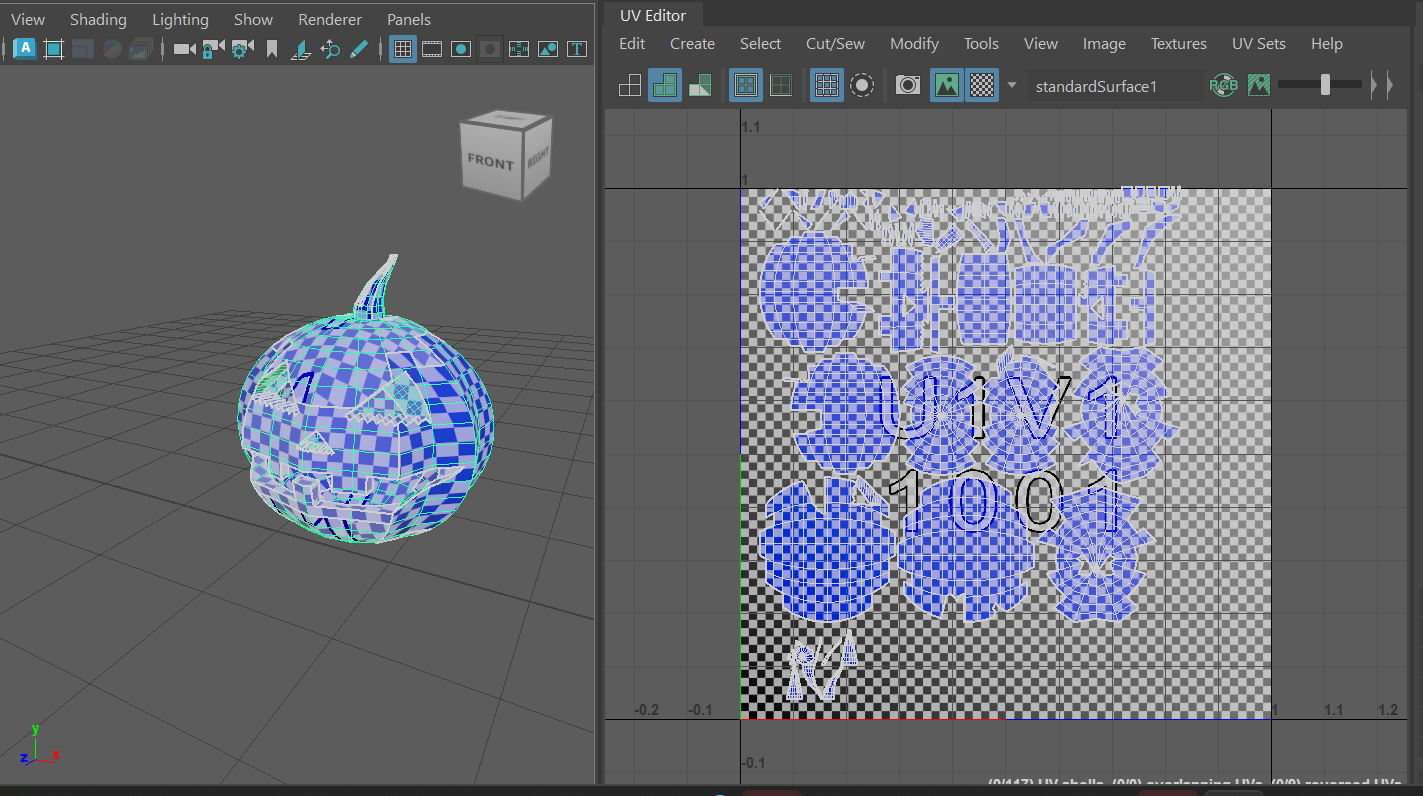 View Shading Lighting Show Renderer Panels
A
T
FRONT RIGHT
1
y
z x
UV Editor
Edit Create Select Cut/Sew Modify Tools View Image Textures UV Sets Help
standardSurface1 RGB
1.1
1
U1V1
1001
-0.2 -0.1 1 1.1 1.2
-0.1
(0/117) UV shells, (0/0) overlapping UVs, (0/0) reversed UVs